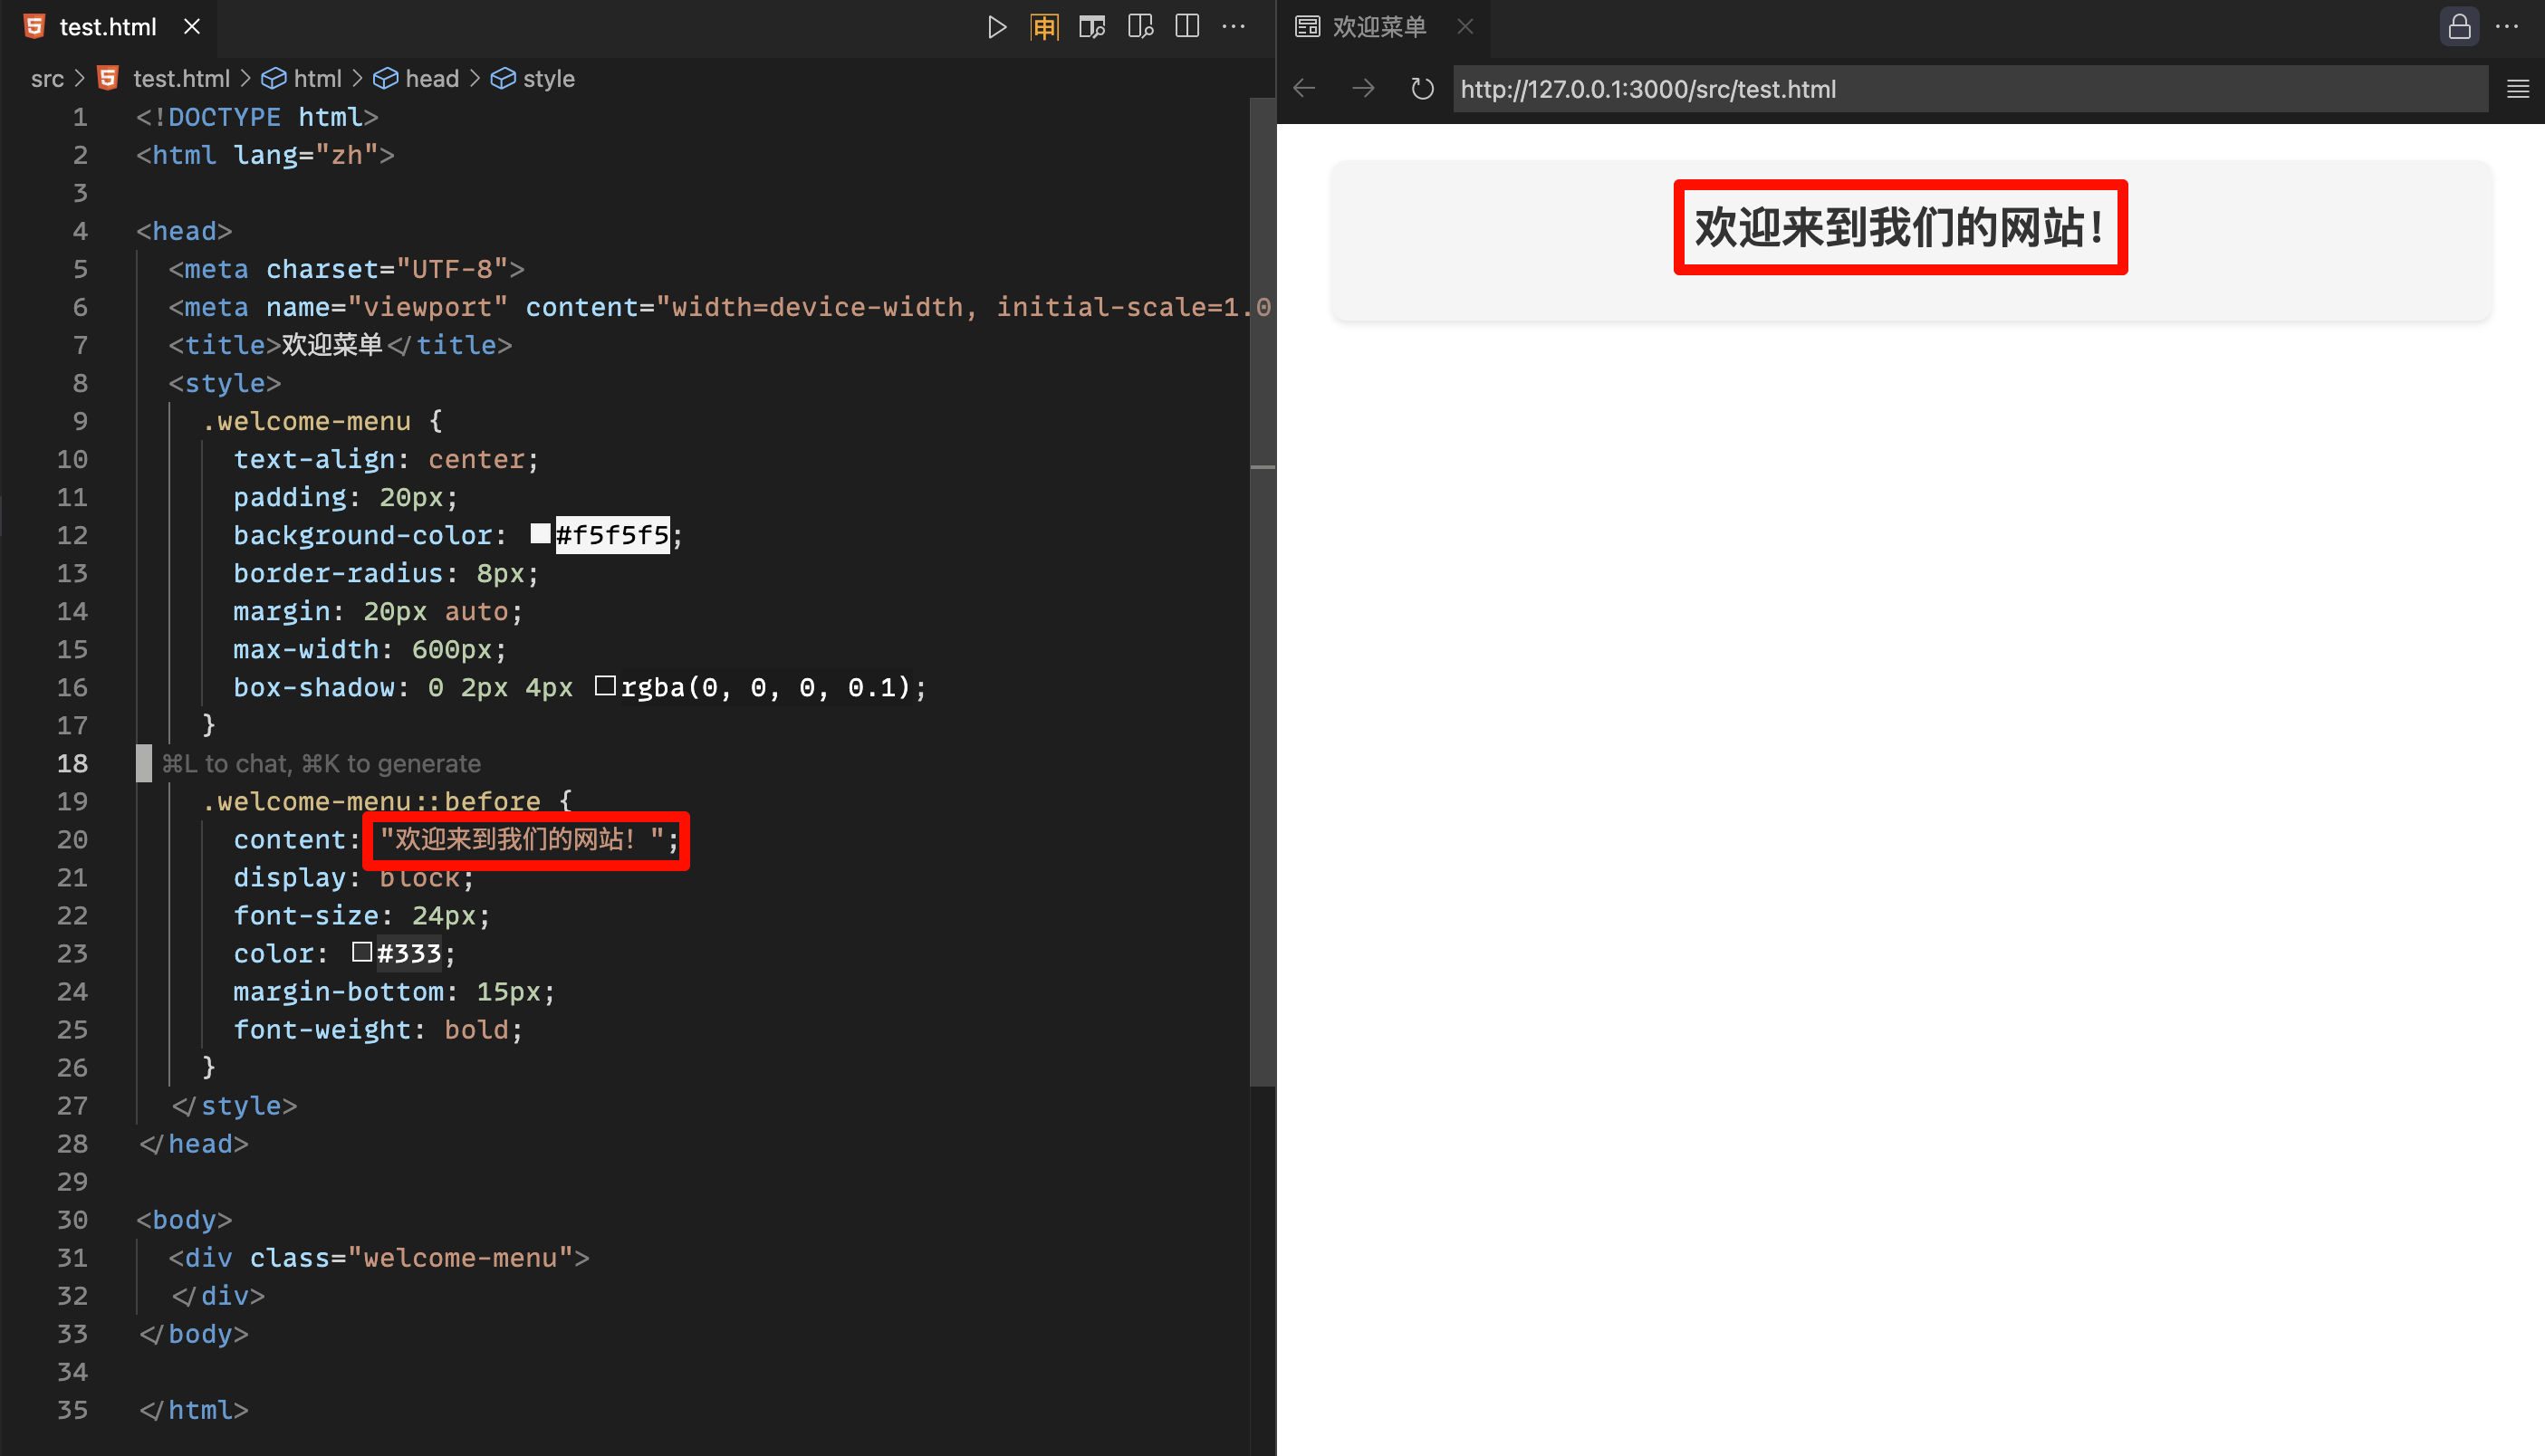 test.html
src > test.html > html > head > style
1 <!DOCTYPE html>
2 <html lang="zh">
3
4 <head>
5 <meta charset="UTF-8">
6 <meta name="viewport" content="width=device-width, initial-scale=1.0
7 <title>欢迎菜单</title>
8 <style>
9 .welcome-menu {
10 text-align: center;
11 padding: 20px;
12 background-color: #f5f5f5;
13 border-radius: 8px;
14 margin: 20px auto;
15 max-width: 600px;
16 box-shadow: 0 2px 4px rgba(0, 0, 0, 0.1);
17 }
18 ⌘L to chat, ⌘K to generate
19 .welcome-menu::before {
20 content: "欢迎来到我们的网站！";
21 display: block;
22 font-size: 24px;
23 color: #333;
24 margin-bottom: 15px;
25 font-weight: bold;
26 }
27 </style>
28 </head>
29
30 <body>
31 <div class="welcome-menu">
32 </div>
33 </body>
34
35 </html>
欢迎菜单
http://127.0.0.1:3000/src/test.html
欢迎来到我们的网站！